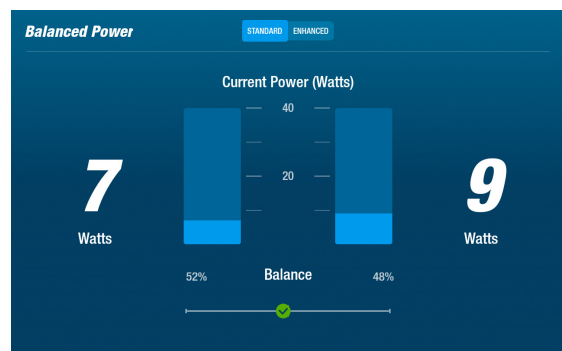 Balanced Power
STANDARD ENHANCED
Current Power (Watts)
40
20
7
Watts
9
Watts
52% Balance 48%